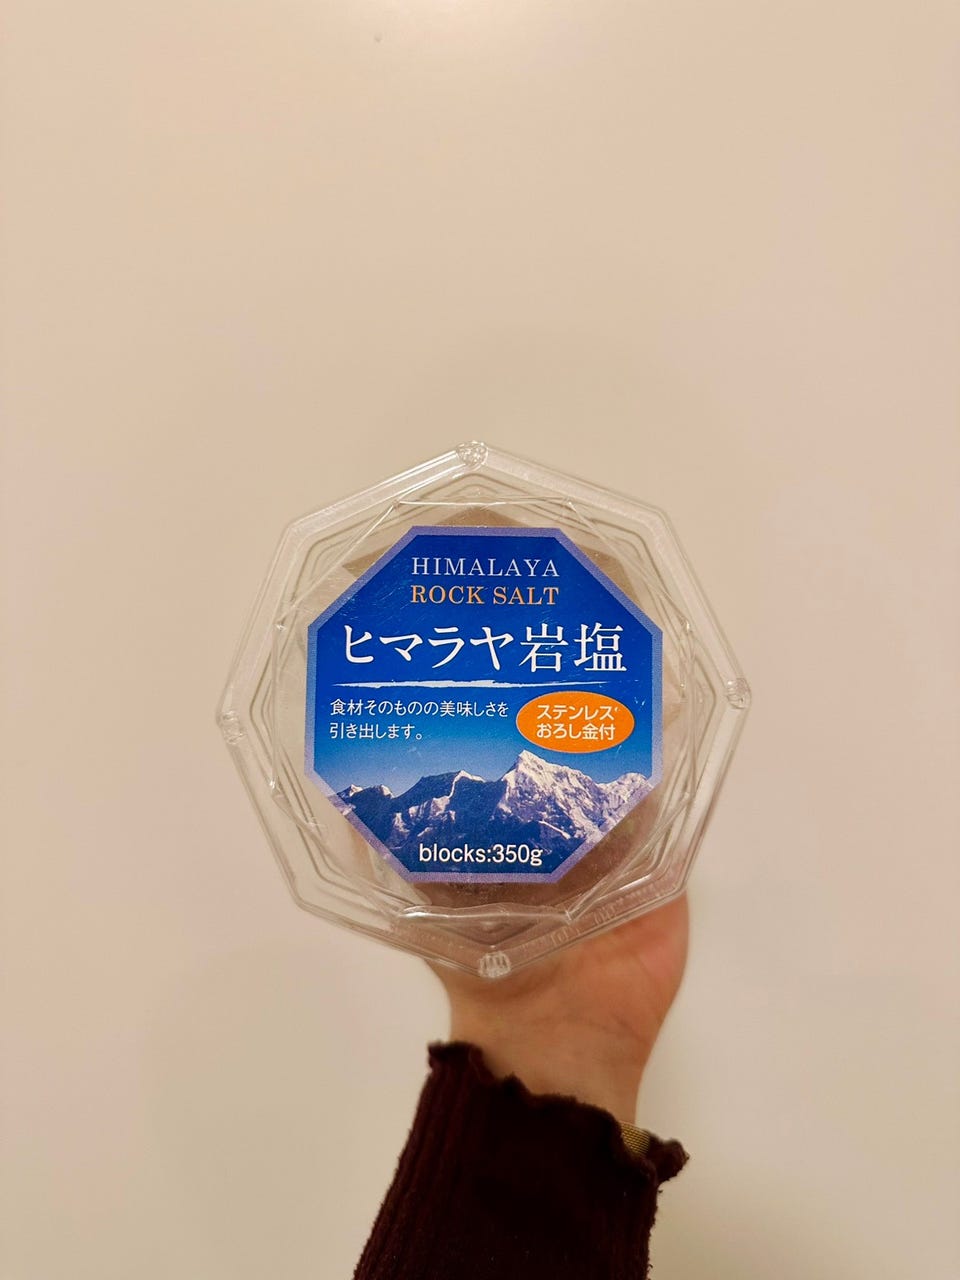 HIMALAYA
ROCK SALT
ヒマラヤ岩塩
食材そのものの美味しさを
引き出します。
ステンレス
おろし金付
blocks:350g